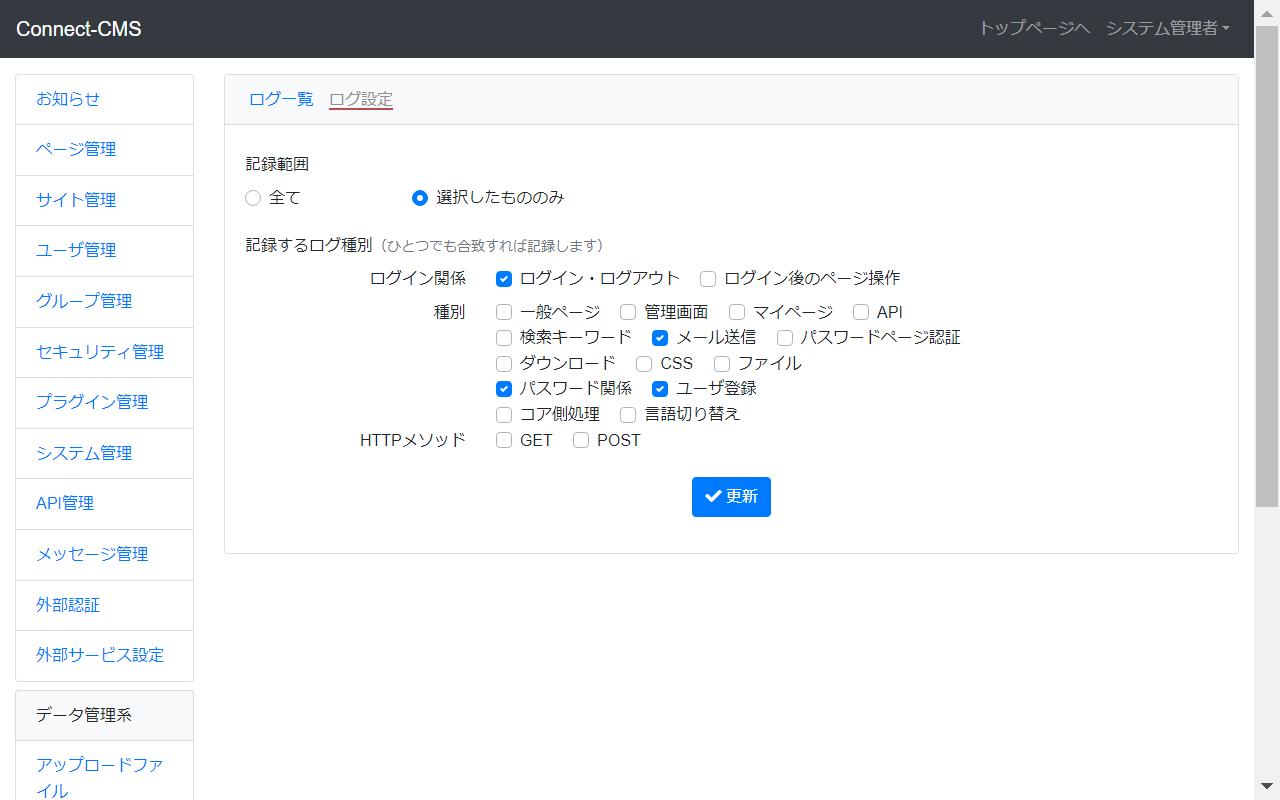 Connect-CMS
トップページへ システム管理者
お知らせ
ページ管理
サイト管理
ユーザ管理
グループ管理
セキュリティ管理
プラグイン管理
システム管理
API管理
メッセージ管理
外部認証
外部サービス設定
データ管理系
アップロードファ
イル
ログ一覧 ログ設定
記録範囲
全て 選択したもののみ
記録するログ種別（ひとつでも合致すれば記録します）
ログイン関係 ログイン・ログアウト ログイン後のページ操作
種別 一般ページ 管理画面 マイページ API
検索キーワード メール送信 パスワードページ認証
ダウンロード CSS ファイル
パスワード関係 ユーザ登録
コア側処理 言語切り替え
HTTPメソッド GET POST
更新